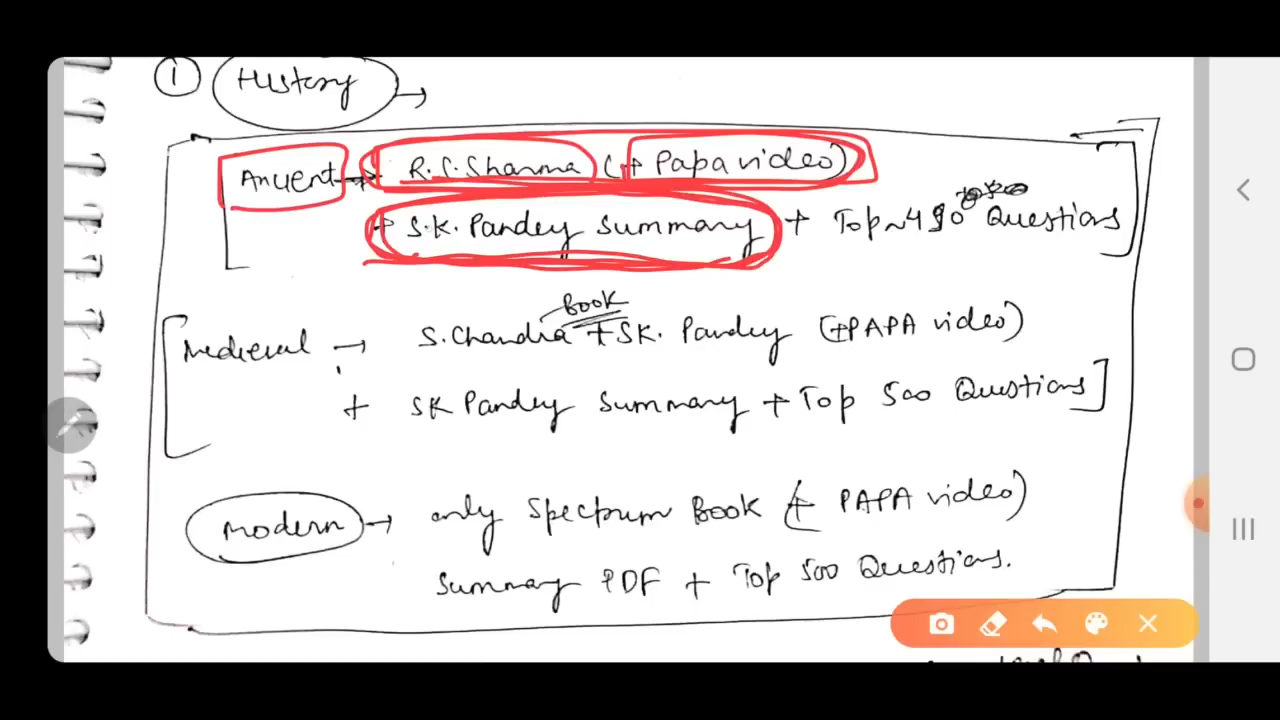 ① History →
Ancient → R.S. Sharma (+ Papa video)
+ S.K. Pandey Summary + Top Questions
Book
Medieval → S. Chandra + SK. Pandey (+PAPA video)
+ SK Pandey Summary + Top 500 Questions
Modern → only Spectrum Book (+ PAPA video)
Summary PDF + Top 500 Questions.